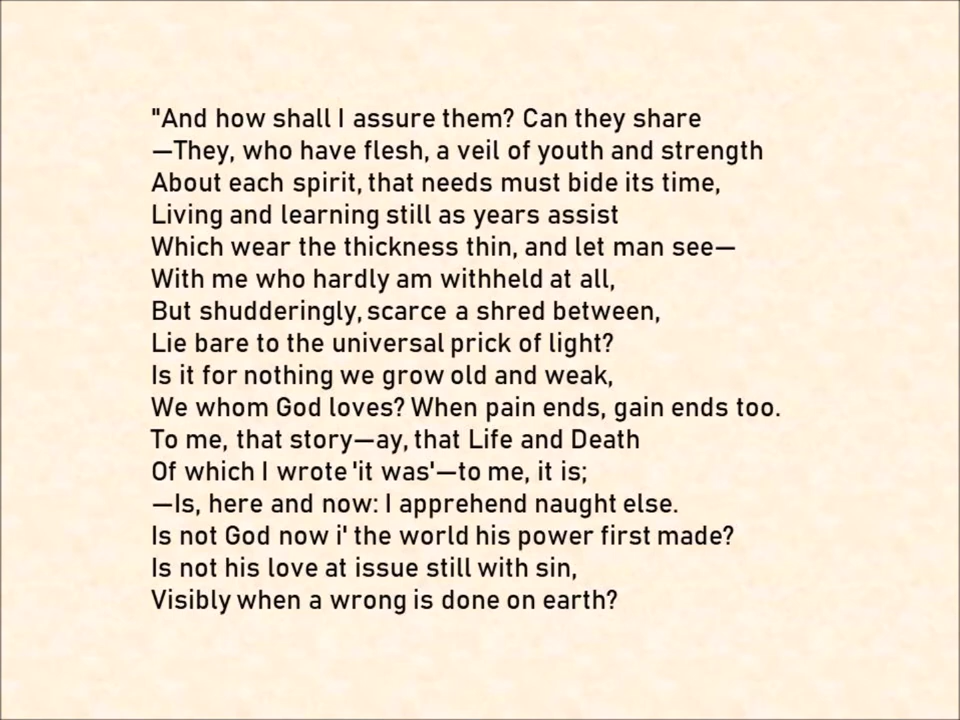 "And how shall I assure them? Can they share
—They, who have flesh, a veil of youth and strength
About each spirit, that needs must bide its time,
Living and learning still as years assist
Which wear the thickness thin, and let man see—
With me who hardly am withheld at all,
But shudderingly, scarce a shred between,
Lie bare to the universal prick of light?
Is it for nothing we grow old and weak,
We whom God loves? When pain ends, gain ends too.
To me, that story—ay, that Life and Death
Of which I wrote 'it was'—to me, it is;
—Is, here and now: I apprehend naught else.
Is not God now i' the world his power first made?
Is not his love at issue still with sin,
Visibly when a wrong is done on earth?